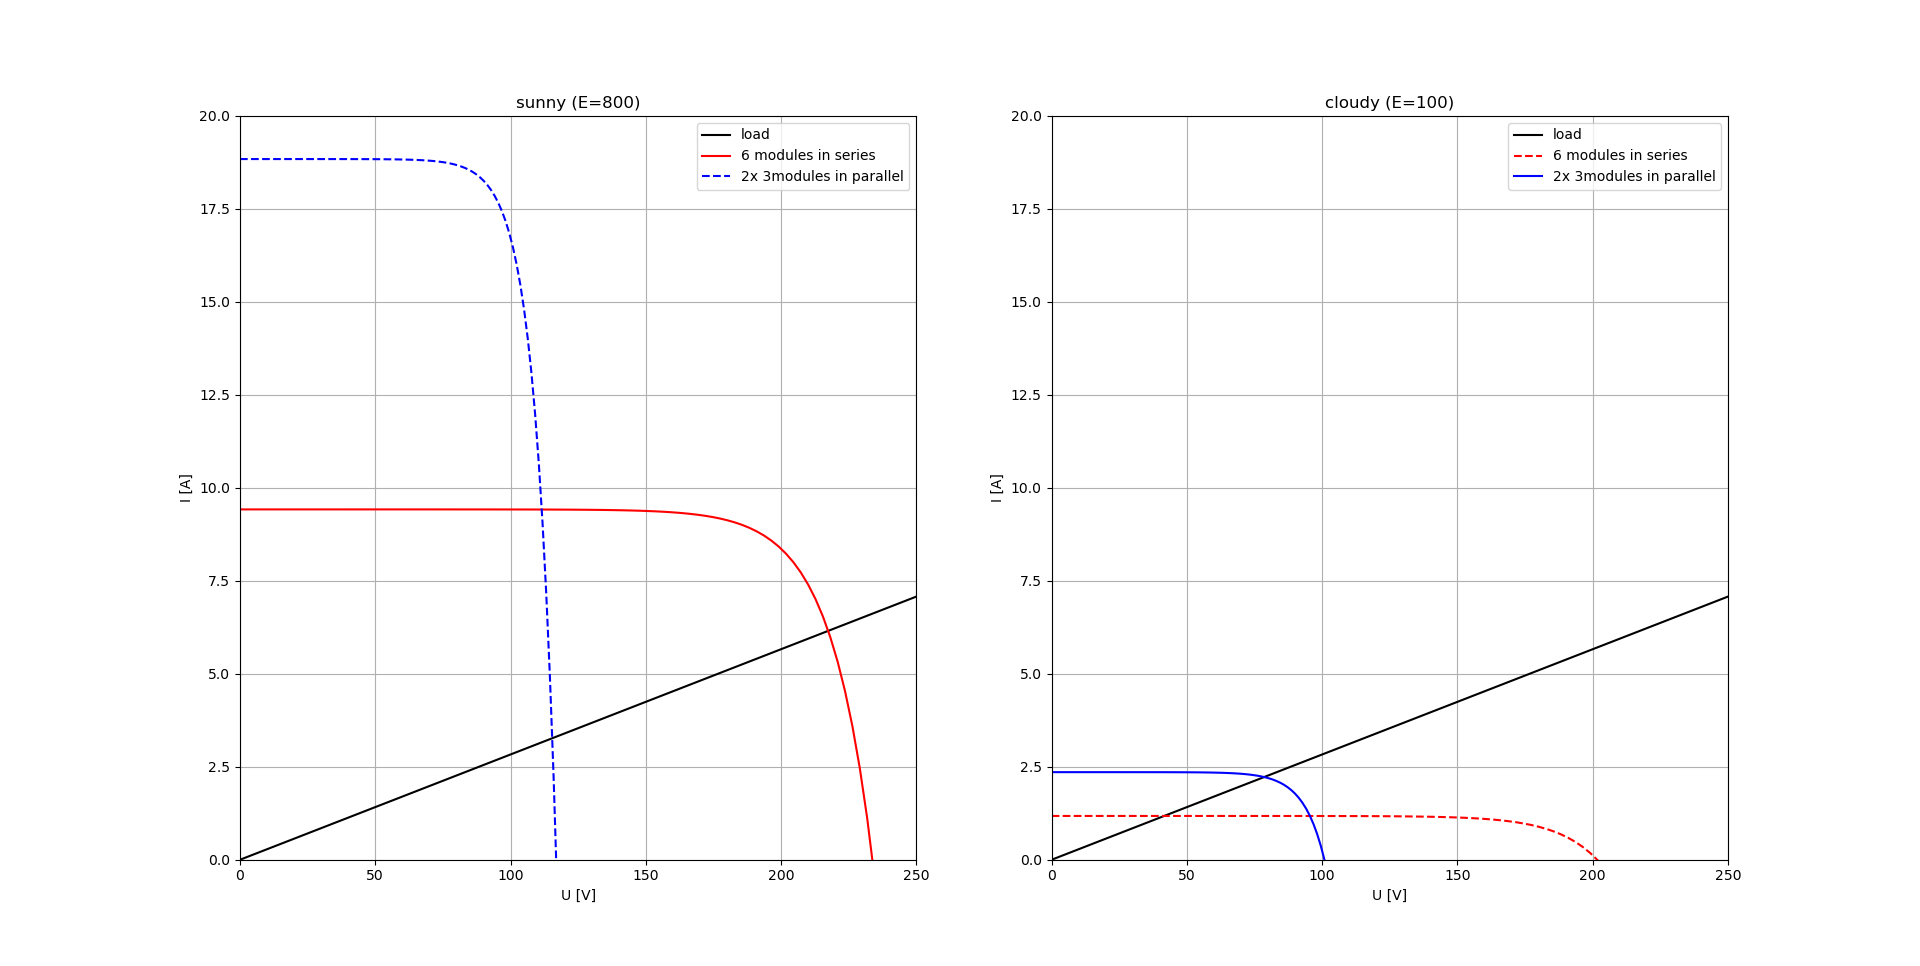 sunny (E=800)
20.0
17.5
15.0
12.5
10.0
7.5
5.0
2.5
0.0
I [A]
load
6 modules in series
2x 3modules in parallel
0 50 100 150 200 250
U [V]
cloudy (E=100)
20.0
17.5
15.0
12.5
10.0
7.5
5.0
2.5
0.0
I [A]
load
6 modules in series
2x 3modules in parallel
0 50 100 150 200 250
U [V]